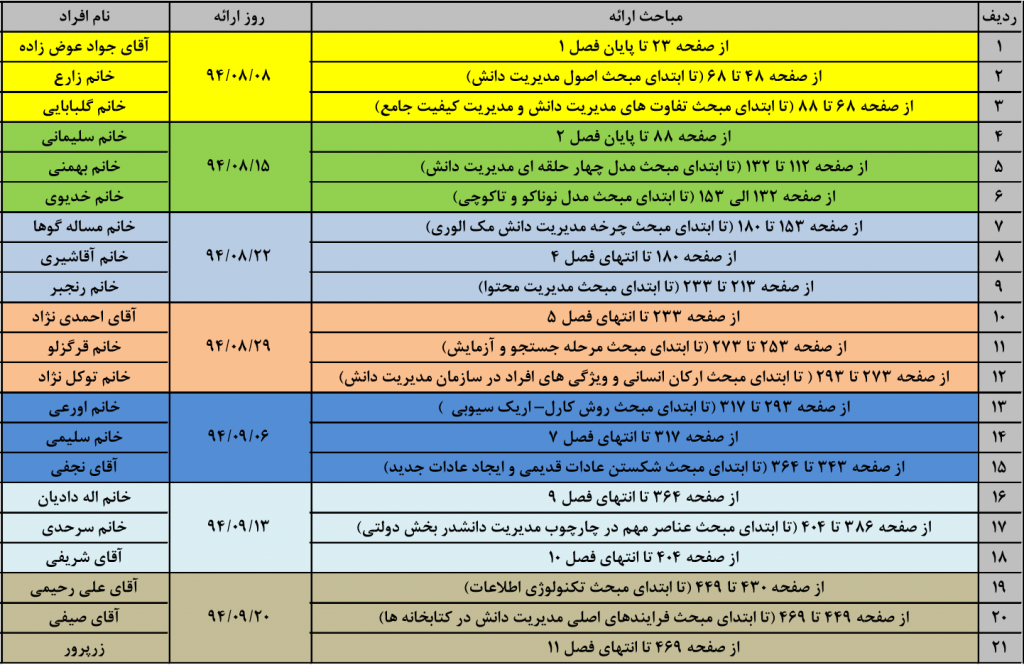 ردیف مباحث ارائه روز ارائه نام افراد
۱ از صفحه ۲۳ تا پایان فصل ۱ آقای جواد عوض زاده
۲ از صفحه ۴۸ تا ۶۸ (تا ابتدای مبحث اصول مدیریت دانش) ۹۴/۰۸/۰۸ خانم زارع
۳ از صفحه ۶۸ تا ۸۸ (تا ابتدای مبحث تفاوت های مدیریت دانش و مدیریت کیفیت جامع) خانم گلبابایی
۴ از صفحه ۸۸ تا پایان فصل ۲ خانم سلیمانی
۵ از صفحه ۱۱۲ تا ۱۳۲ (تا ابتدای مبحث مدل چهار حلقه ای مدیریت دانش) ۹۴/۰۸/۱۵ خانم بهمنی
۶ از صفحه ۱۳۲ الی ۱۵۳ (تا ابتدای مبحث مدل نوناکو و تاکوچی) خانم خدیوی
۷ از صفحه ۱۵۳ تا ۱۸۰ (تا ابتدای مبحث چرخه مدیریت دانش مک الوری) خانم مساله گوها
۸ از صفحه ۱۸۰ تا انتهای فصل ۴ ۹۴/۰۸/۲۲ خانم آقاشیری
۹ از صفحه ۲۱۳ تا ۲۳۳ (تا ابتدای مبحث مدیریت محتوا) خانم رنجبر
۱۰ از صفحه ۲۳۳ تا انتهای فصل ۵ آقای احمدی نژاد
۱۱ از صفحه ۲۵۳ تا ۲۷۳ (تا ابتدای مبحث مرحله جستجو و آزمایش) ۹۴/۰۸/۲۹ خانم قرگزلو
۱۲ از صفحه ۲۷۳ تا ۲۹۳ ( تا ابتدای مبحث ارکان انسانی و ویژگی های افراد در سازمان مدیریت دانش) خانم توکل نژاد
۱۳ از صفحه ۲۹۳ تا ۳۱۷ (تا ابتدای مبحث روش کارل- اریک سیوبی ) خانم اورعی
۱۴ از صفحه ۳۱۷ تا انتهای فصل ۷ ۹۴/۰۹/۰۶ خانم سلیمی
۱۵ از صفحه ۳۴۳ تا ۳۶۴ (تا ابتدای مبحث شکستن عادات قدیمی و ایجاد عادات جدید) آقای نجفی
۱۶ از صفحه ۳۶۴ تا انتهای فصل ۹ خانم اله دادیان
۱۷ از صفحه ۳۸۶ تا ۴۰۴ (تا ابتدای مبحث عناصر مهم در چارچوب مدیریت دانشدر بخش دولتی) ۹۴/۰۹/۱۳ خانم سرحدی
۱۸ از صفحه ۴۰۴ تا انتهای فصل ۱۰ آقای شریفی
۱۹ از صفحه ۴۳۰ تا ۴۴۹ (تا ابتدای مبحث تکنولوژی اطلاعات) آقای علی رحیمی
۲۰ از صفحه ۴۴۹ تا ۴۶۹ (تا ابتدای مبحث فرایندهای اصلی مدیریت دانش در کتابخانه ها) ۹۴/۰۹/۲۰ آقای صیفی
۲۱ از صفحه ۴۶۹ تا انتهای فصل ۱۱ زرپرور